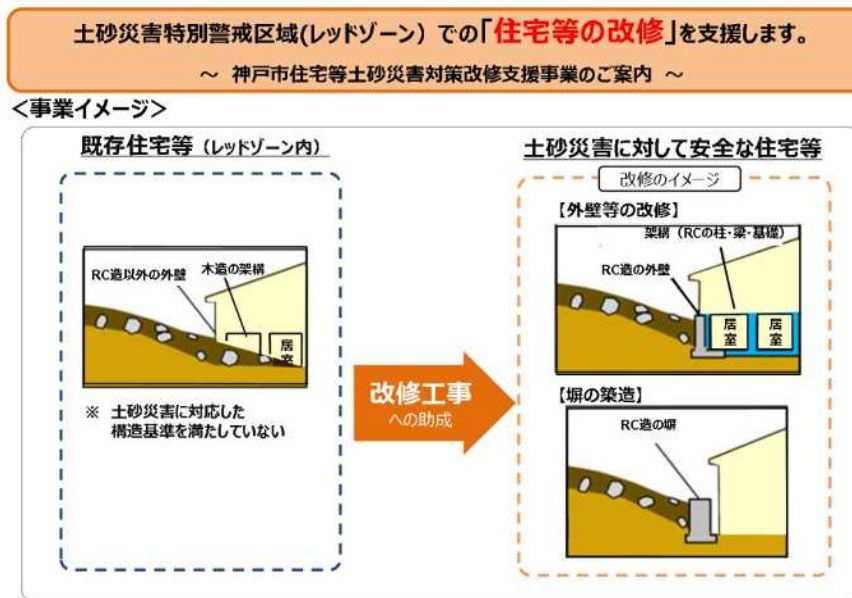 土砂災害特別警戒区域(レッドゾーン）での「住宅等の改修」を支援します。
～ 神戸市住宅等土砂災害対策改修支援事業のご案内 ～
＜事業イメージ＞
既存住宅等（レッドゾーン内）
RC造以外の外壁
木造の架構
居室
※ 土砂災害に対応した
構造基準を満たしていない
改修工事
への助成
土砂災害に対して安全な住宅等
改修のイメージ
【外壁等の改修】
架構（RCの柱・梁・基礎）
RC造の外壁
居室
居室
【塀の築造】
RC造の塀